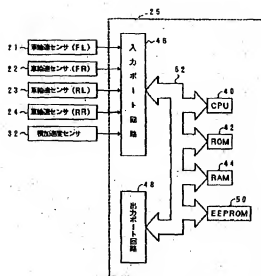 25
21 車輪速センサ(FL)
22 車輪速センサ(FR)
23 車輪速センサ(RL)
24 車輪速センサ(RR)
32 横加速度センサ
46
入力ポート回路
52
40
CPU
42
ROM
44
RAM
50
EEPROM
48
出力ポート回路